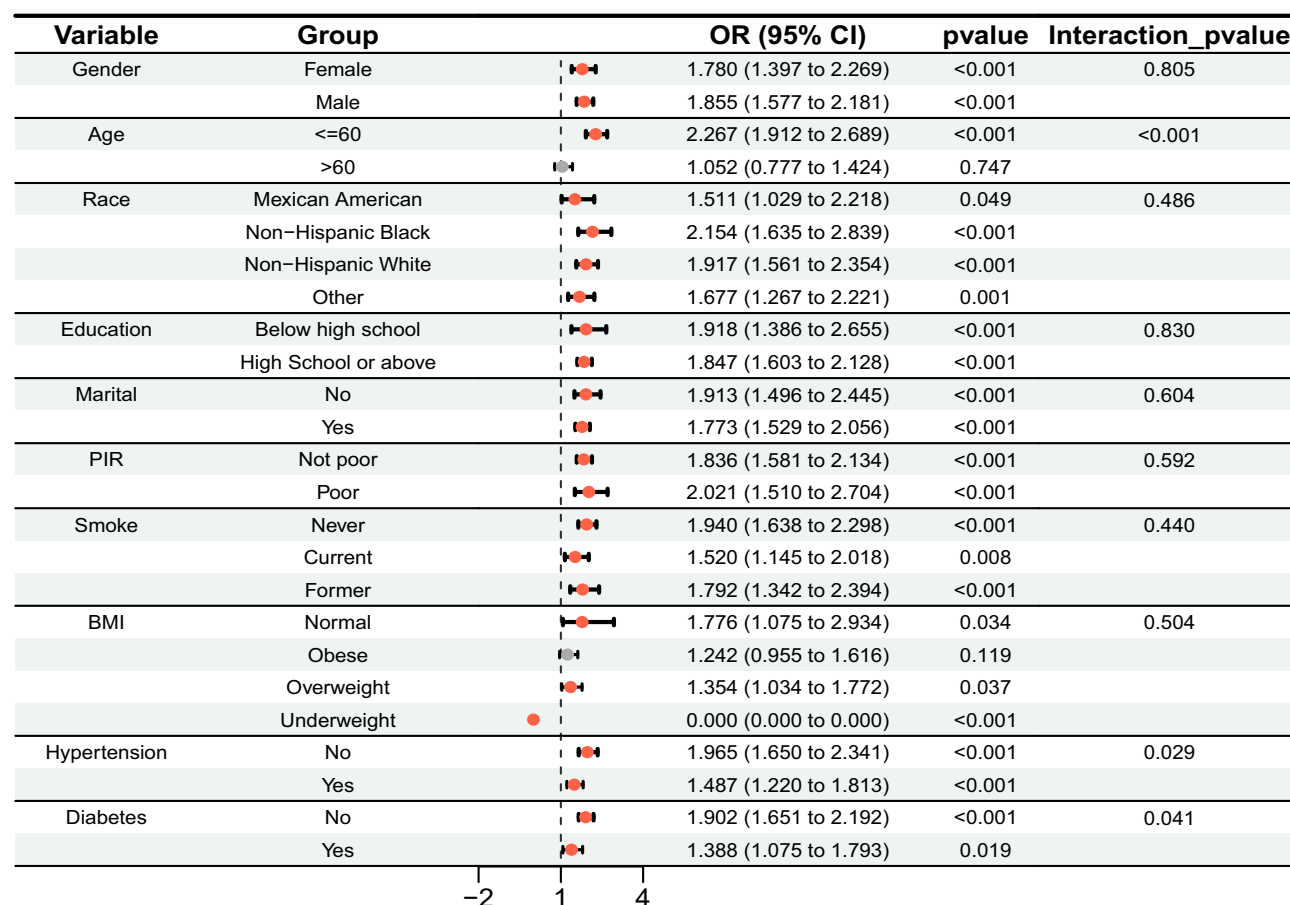 Variable Group OR (95% CI) pvalue Interaction_pvalue
Gender Female 1.780 (1.397 to 2.269) <0.001 0.805
Male 1.855 (1.577 to 2.181) <0.001
Age <=60 2.267 (1.912 to 2.689) <0.001 <0.001
>60 1.052 (0.777 to 1.424) 0.747
Race Mexican American 1.511 (1.029 to 2.218) 0.049 0.486
Non−Hispanic Black 2.154 (1.635 to 2.839) <0.001
Non−Hispanic White 1.917 (1.561 to 2.354) <0.001
Other 1.677 (1.267 to 2.221) 0.001
Education Below high school 1.918 (1.386 to 2.655) <0.001 0.830
High School or above 1.847 (1.603 to 2.128) <0.001
Marital No 1.913 (1.496 to 2.445) <0.001 0.604
Yes 1.773 (1.529 to 2.056) <0.001
PIR Not poor 1.836 (1.581 to 2.134) <0.001 0.592
Poor 2.021 (1.510 to 2.704) <0.001
Smoke Never 1.940 (1.638 to 2.298) <0.001 0.440
Current 1.520 (1.145 to 2.018) 0.008
Former 1.792 (1.342 to 2.394) <0.001
BMI Normal 1.776 (1.075 to 2.934) 0.034 0.504
Obese 1.242 (0.955 to 1.616) 0.119
Overweight 1.354 (1.034 to 1.772) 0.037
Underweight 0.000 (0.000 to 0.000) <0.001
Hypertension No 1.965 (1.650 to 2.341) <0.001 0.029
Yes 1.487 (1.220 to 1.813) <0.001
Diabetes No 1.902 (1.651 to 2.192) <0.001 0.041
Yes 1.388 (1.075 to 1.793) 0.019
−2 1 4